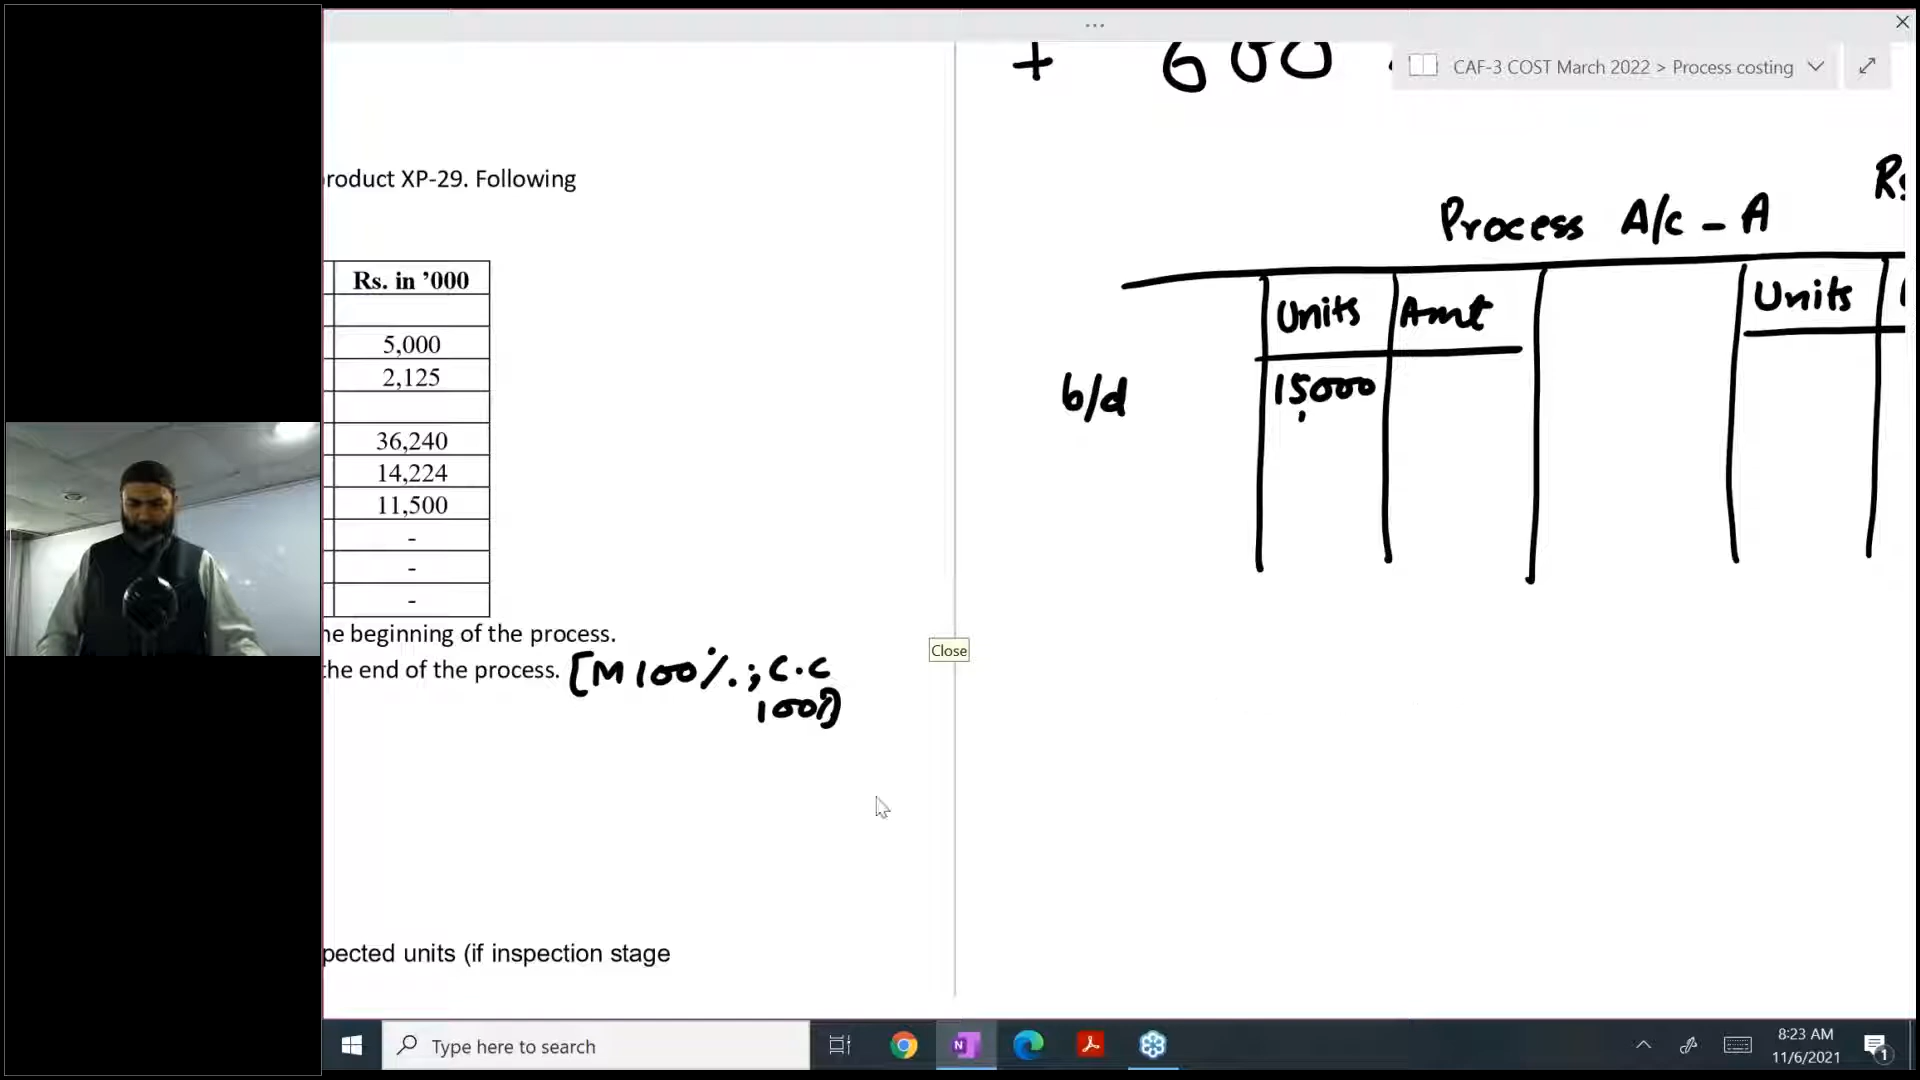 + 600
CAF-3 COST March 2022 > Process costing
roduct XP-29. Following
Process A/c - A
Rs. in ’000
Units Amt
Units
5,000
2,125
b/d 15,000
36,240
14,224
11,500
-
-
-
he beginning of the process.
the end of the process. [M 100%; C.C
100%]
Close
pected units (if inspection stage
Type here to search
8:23 AM
11/6/2021
1